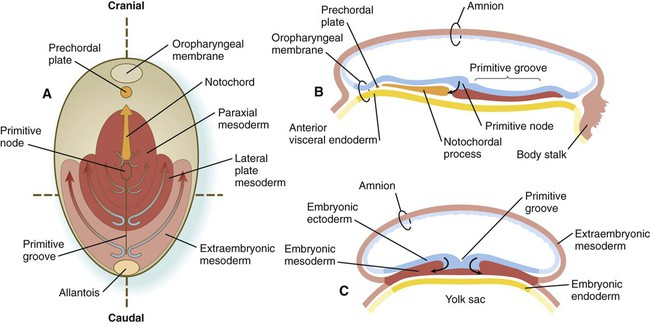 Cranial
Prechordal
plate
Oropharyngeal
membrane
A
Notochord
Paraxial
mesoderm
Primitive
node
Lateral
plate
mesoderm
Primitive
groove
Extraembryonic
mesoderm
Allantois
Caudal
Prechordal
plate
Amnion
Oropharyngeal
membrane
Primitive groove
B
Anterior
visceral endoderm
Primitive node
Notochordal
process
Body stalk
Amnion
Primitive
groove
Embryonic
ectoderm
Extraembryonic
mesoderm
Embryonic
mesoderm
Embryonic
endoderm
C
Yolk sac